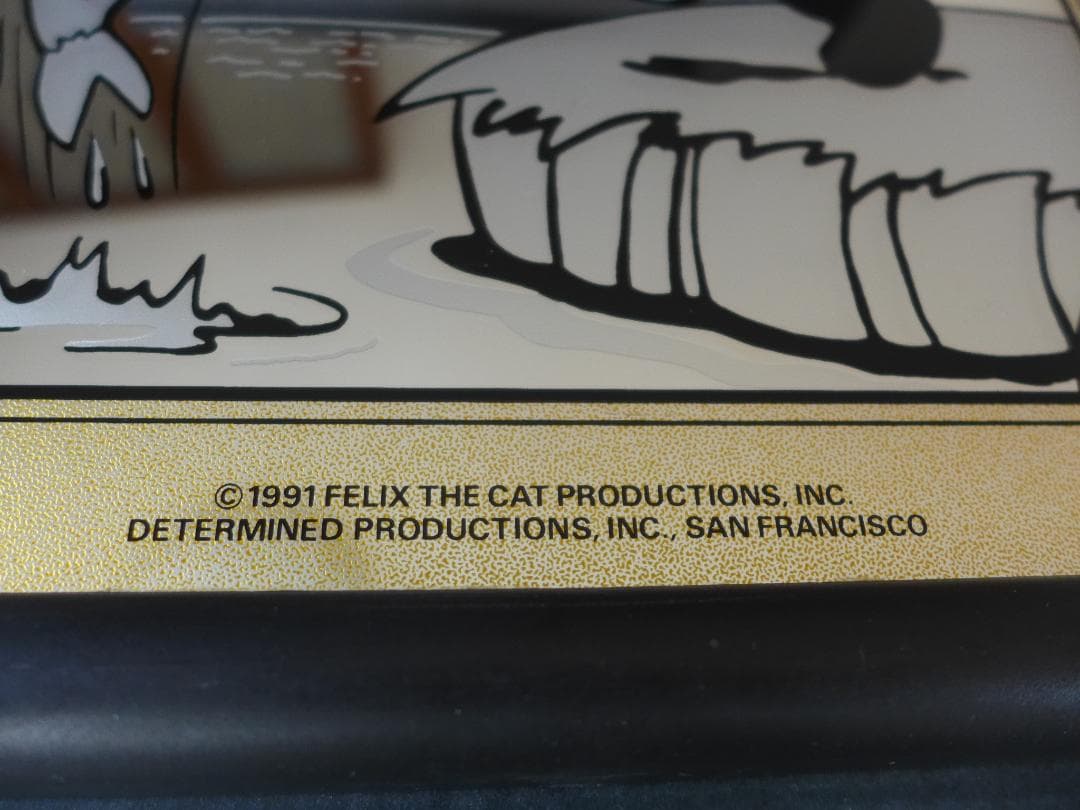 ©1991 FELIX THE CAT PRODUCTIONS, INC.
DETERMINED PRODUCTIONS, INC., SAN FRANCISCO